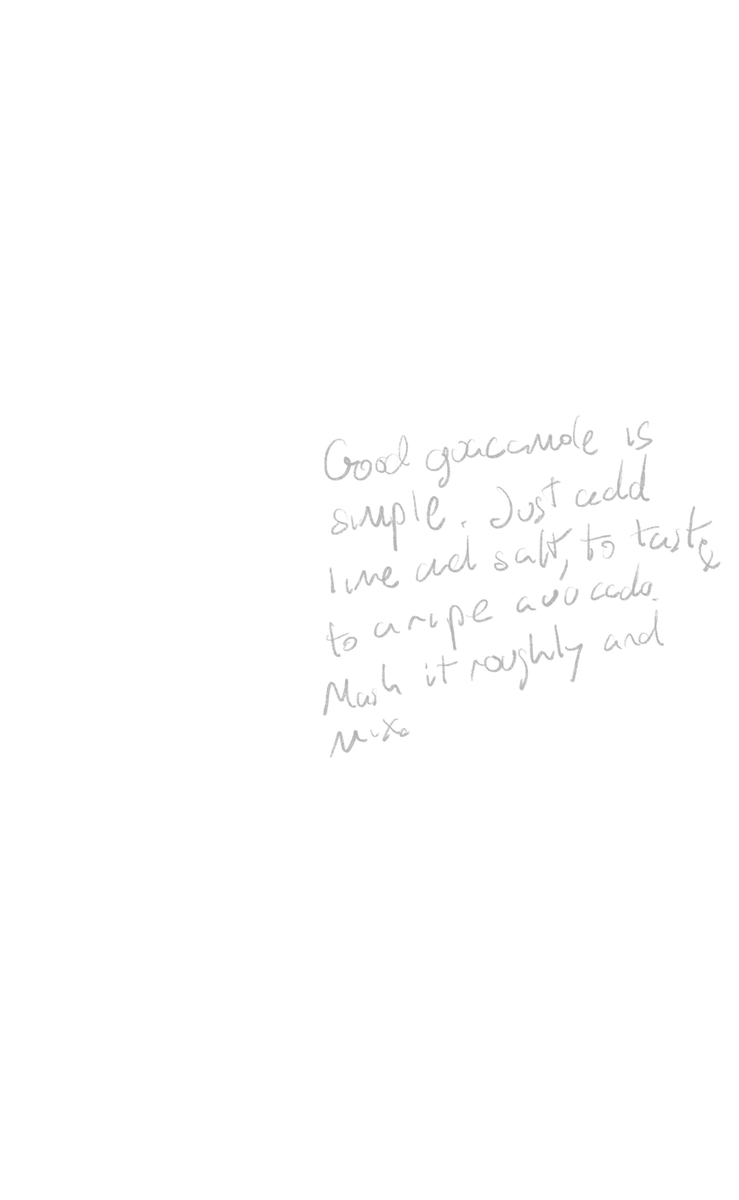 Good guacamole is
simple. Just add
lime and salt, to taste
to a ripe avocado.
Mash it roughly and
mix.